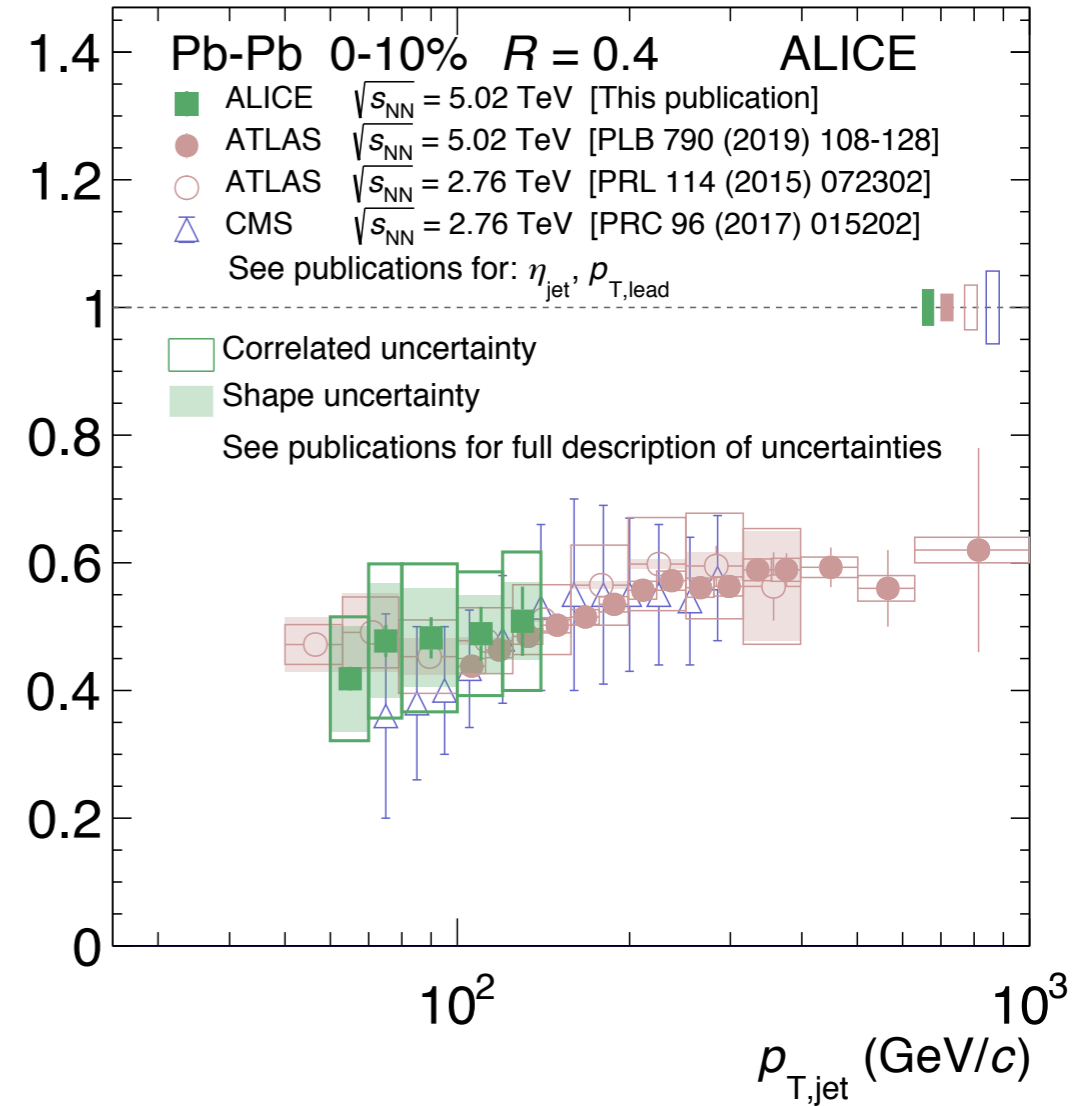 Pb-Pb 0-10% R = 0.4 ALICE
ALICE √sNN = 5.02 TeV [This publication]
ATLAS √sNN = 5.02 TeV [PLB 790 (2019) 108-128]
ATLAS √sNN = 2.76 TeV [PRL 114 (2015) 072302]
CMS √sNN = 2.76 TeV [PRC 96 (2017) 015202]
See publications for: ηjet, pT,lead
Correlated uncertainty
Shape uncertainty
See publications for full description of uncertainties
1.4
1.2
1
0.8
0.6
0.4
0.2
0
10²
10³
pT,jet (GeV/c)